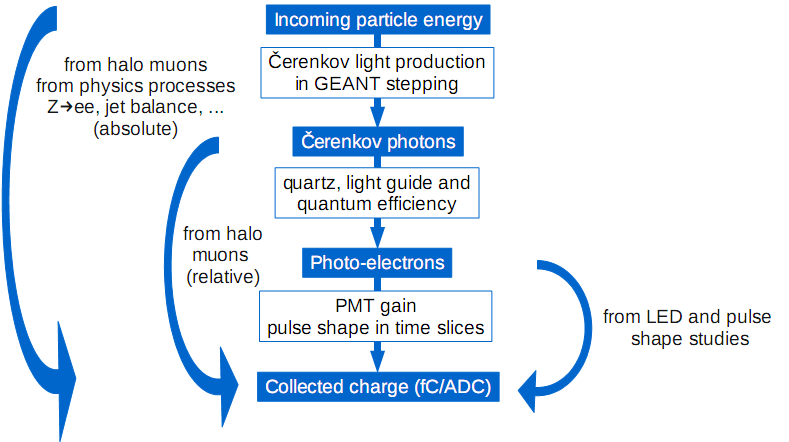 Incoming particle energy
from halo muons
from physics processes
Z→ee, jet balance, ...
(absolute)
Čerenkov light production
in GEANT stepping
Čerenkov photons
quartz, light guide and
quantum efficiency
from halo
muons
(relative)
Photo-electrons
PMT gain
pulse shape in time slices
from LED and pulse
shape studies
Collected charge (fC/ADC)